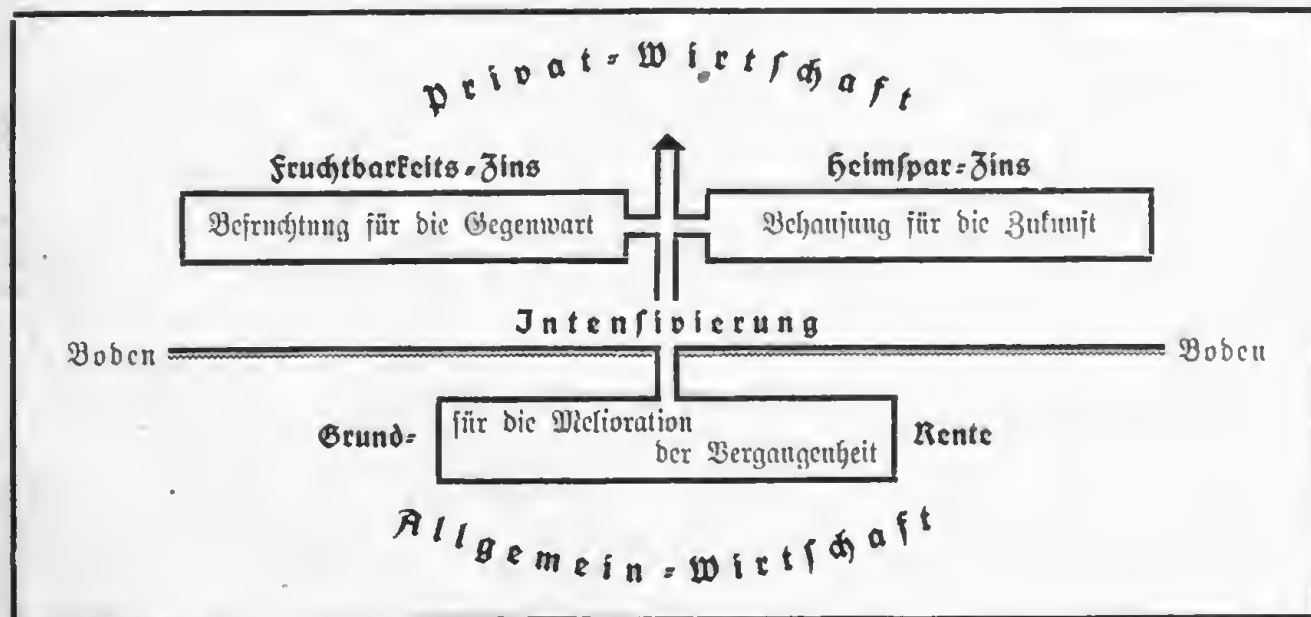 Privat-Wirtschaft
Fruchtbarkeits-Zins
Heimspar-Zins
Befruchtung für die Gegenwart
Behausung für die Zukunft
Intensivierung
Boden
Boden
Grund-
für die Melioration
der Vergangenheit
Rente
Allgemein-Wirtschaft